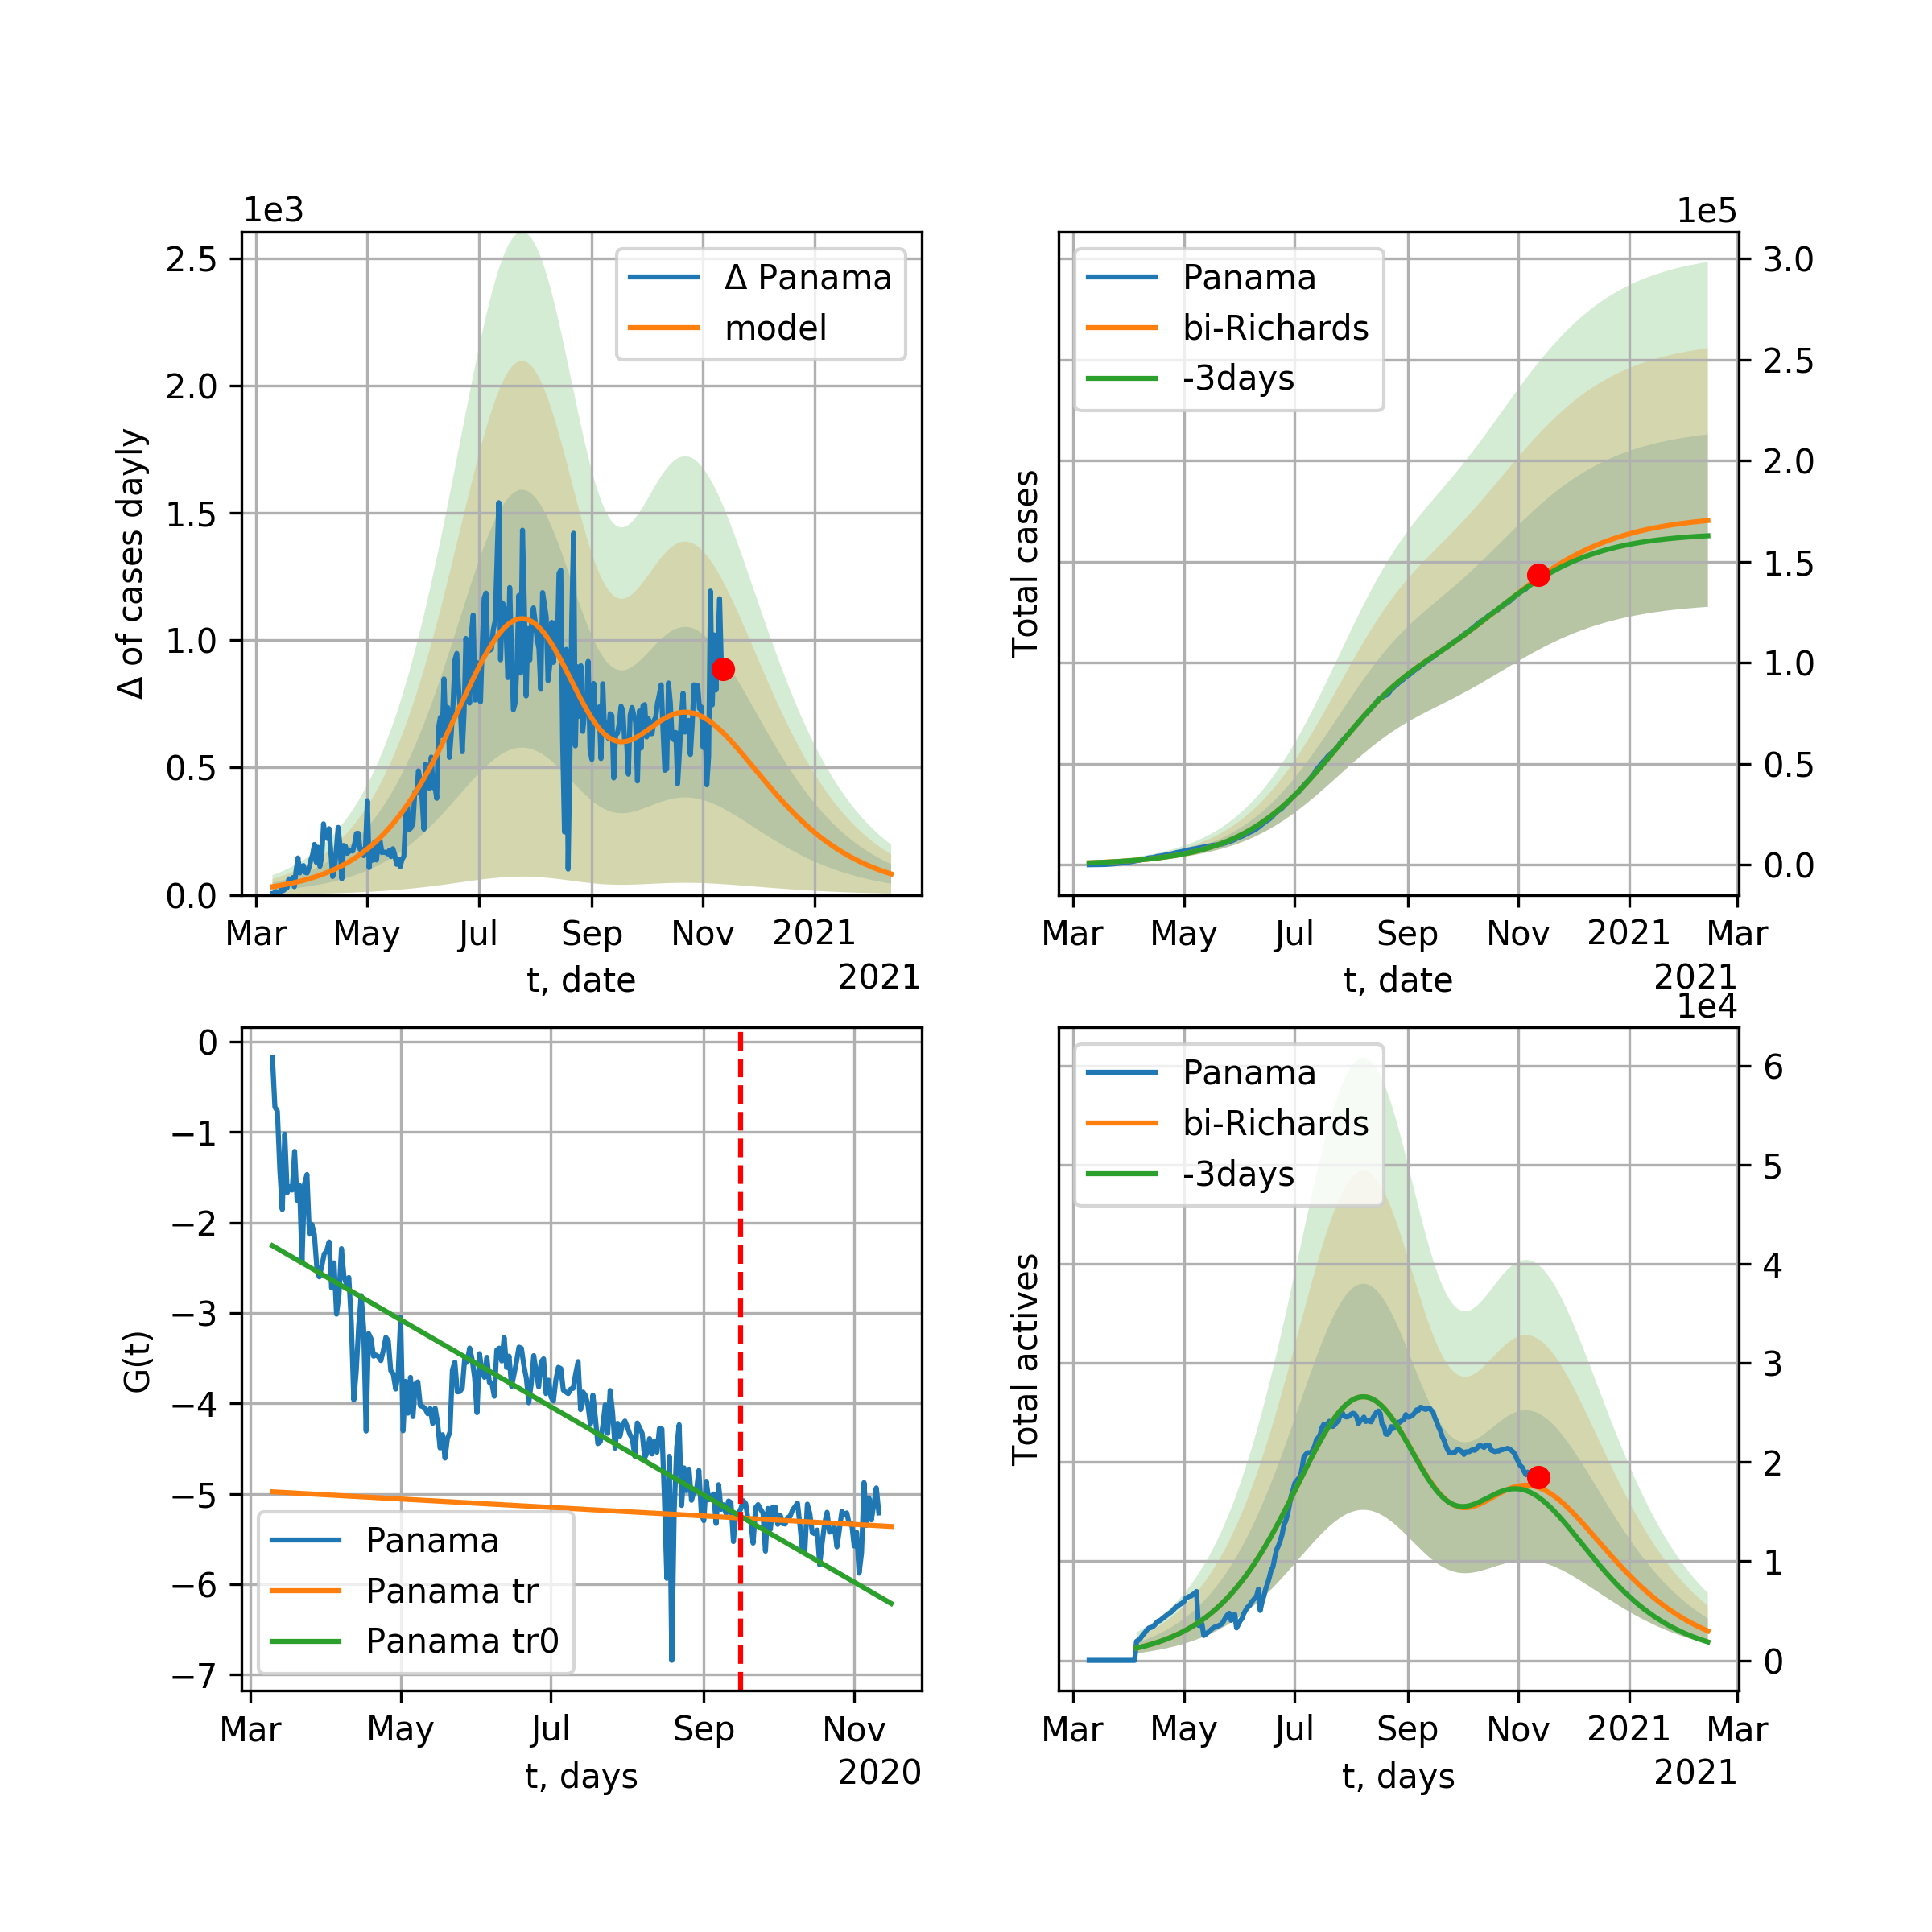 1e3
2.5
2.0
1.5
1.0
0.5
0.0
Δ of cases dayly
Δ Panama
model
Mar May Jul Sep Nov 2021
t, date
2021
1e5
3.0
2.5
2.0
1.5
1.0
0.5
0.0
Total cases
Panama
bi-Richards
-3days
Mar May Jul Sep Nov 2021 Mar
t, date
2021
0
−1
−2
−3
−4
−5
−6
−7
G(t)
Panama
Panama tr
Panama tr0
Mar May Jul Sep Nov
t, days
2020
1e4
6
5
4
3
2
1
0
Total actives
Panama
bi-Richards
-3days
Mar May Jul Sep Nov 2021 Mar
t, days
2021